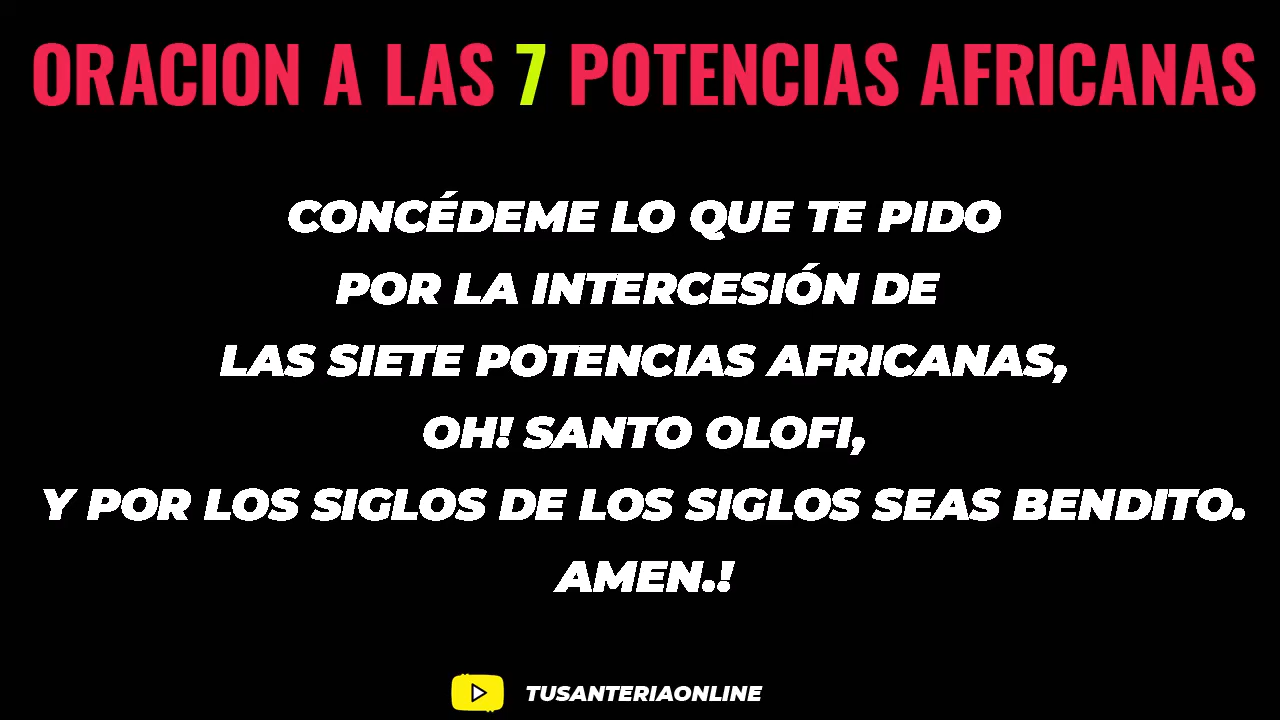 ORACION A LAS 7 POTENCIAS AFRICANAS
CONCÉDEME LO QUE TE PIDO
POR LA INTERCESIÓN DE
LAS SIETE POTENCIAS AFRICANAS,
OH! SANTO OLOFI,
Y POR LOS SIGLOS DE LOS SIGLOS SEAS BENDITO.
AMEN.!
TUSANTERIAONLINE